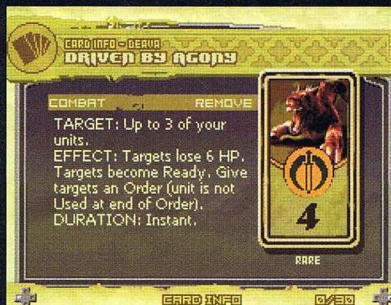 CARD INFO - DEAVA
DRIVEN BY AGONY
COMBAT REMOVE
TARGET: Up to 3 of your
units.
EFFECT: Targets lose 6 HP.
Targets become Ready. Give
targets an Order (unit is not
Used at end of Order).
DURATION: Instant.
4
RARE
CARD INFO 0/30